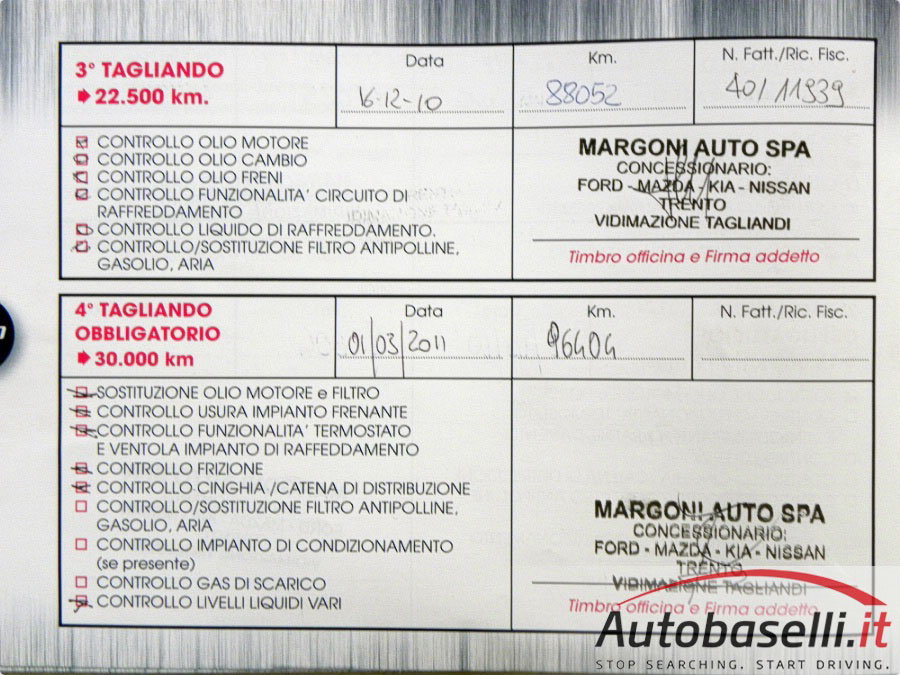 3° TAGLIANDO
22.500 km.
Data
16-12-10
Km.
88052
N. Fatt./Ric. Fisc.
401 11939
CONTROLLO OLIO MOTORE
CONTROLLO OLIO CAMBIO
CONTROLLO OLIO FRENI
CONTROLLO FUNZIONALITA' CIRCUITO DI
RAFFREDDAMENTO
CONTROLLO LIQUIDO DI RAFFREDDAMENTO,
CONTROLLO/SOSTITUZIONE FILTRO ANTIPOLLINE,
GASOLIO, ARIA
MARGONI AUTO SPA
CONCESSIONARIO:
FORD - MAZDA - KIA - NISSAN
TRENTO
VIDIMAZIONE TAGLIANDI
Timbro officina e Firma addetto
4° TAGLIANDO
OBBLIGATORIO
30.000 km
Data
01/03/2011
Km.
96404
N. Fatt./Ric. Fisc.
SOSTITUZIONE OLIO MOTORE e FILTRO
CONTROLLO USURA IMPIANTO FRENANTE
CONTROLLO FUNZIONALITA' TERMOSTATO
E VENTOLA IMPIANTO DI RAFFEDDAMENTO
CONTROLLO FRIZIONE
CONTROLLO CINGHIA /CATENA DI DISTRIBUZIONE
CONTROLLO/SOSTITUZIONE FILTRO ANTIPOLLINE,
GASOLIO, ARIA
CONTROLLO IMPIANTO DI CONDIZIONAMENTO
(se presente)
CONTROLLO GAS DI SCARICO
CONTROLLO LIVELLI LIQUIDI VARI
MARGONI AUTO SPA
CONCESSIONARIO:
FORD - MAZDA - KIA - NISSAN
TRENTO
VIDIMAZIONE TAGLIANDI
Timbro officina e Firma addetto
Autobaselli.it
STOP SEARCHING. START DRIVING.